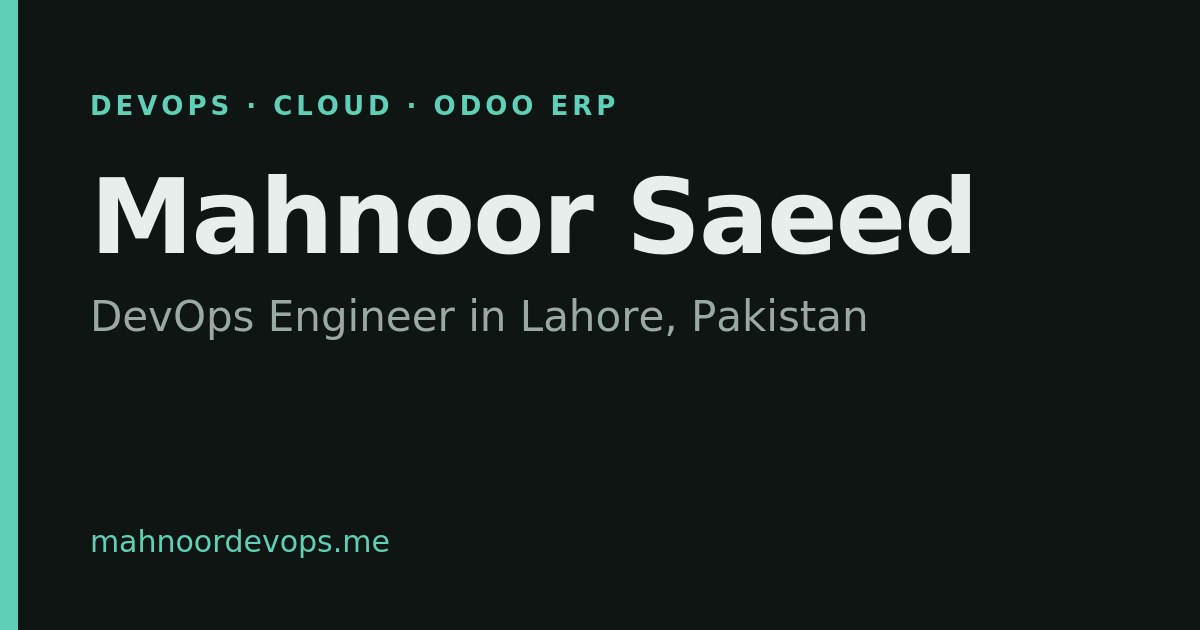 DEVOPS · CLOUD · ODOO ERP
Mahnoor Saeed
DevOps Engineer in Lahore, Pakistan
mahnoordevops.me